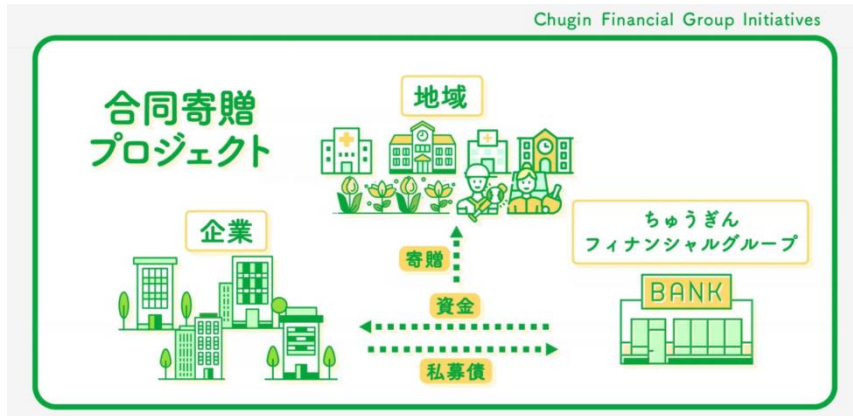 Chugin Financial Group Initiatives
合同寄贈
プロジェクト
地域
企業
ちゅうぎん
フィナンシャルグループ
寄贈
BANK
資金
私募債